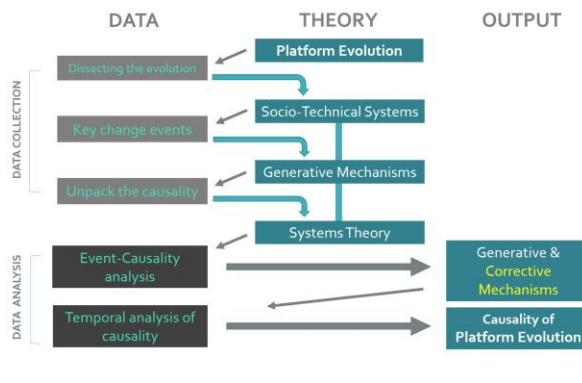 DATA
THEORY
OUTPUT
Platform Evolution
Dissecting the evolution
Socio-Technical Systems
Key change events
Generative Mechanisms
Unpack the causality
Systems Theory
DATA COLLECTION
Event-Causality
analysis
Generative &
Corrective
Mechanisms
Temporal analysis of
causality
Causality of
Platform Evolution
DATA ANALYSIS